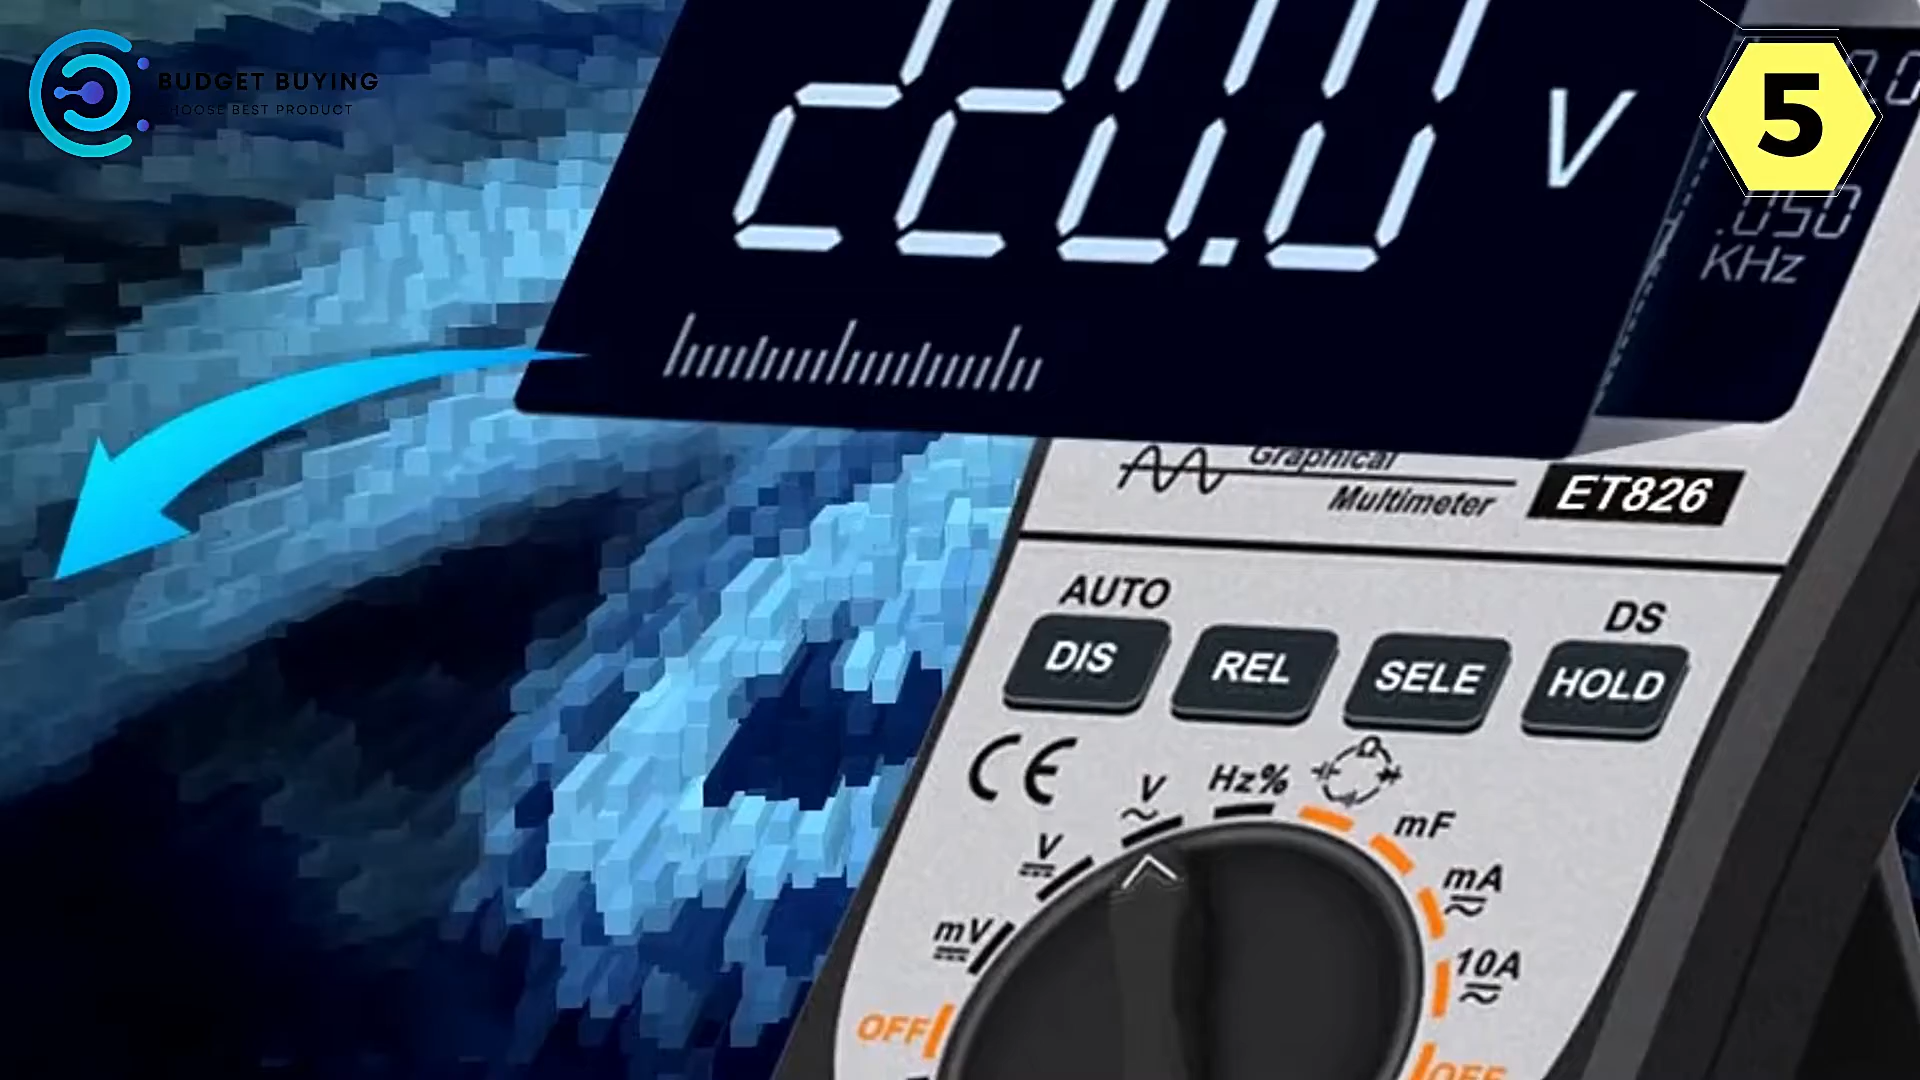 BUDGET BUYING
HOOSE BEST PRODUCT
5
220.0 V
.050
KHz
Graphical
Multimeter
ET826
AUTO
DS
DIS
REL
SELE
HOLD
CE
V
Hz%
Ω
mF
V
mA
mV
10A
OFF
OFF